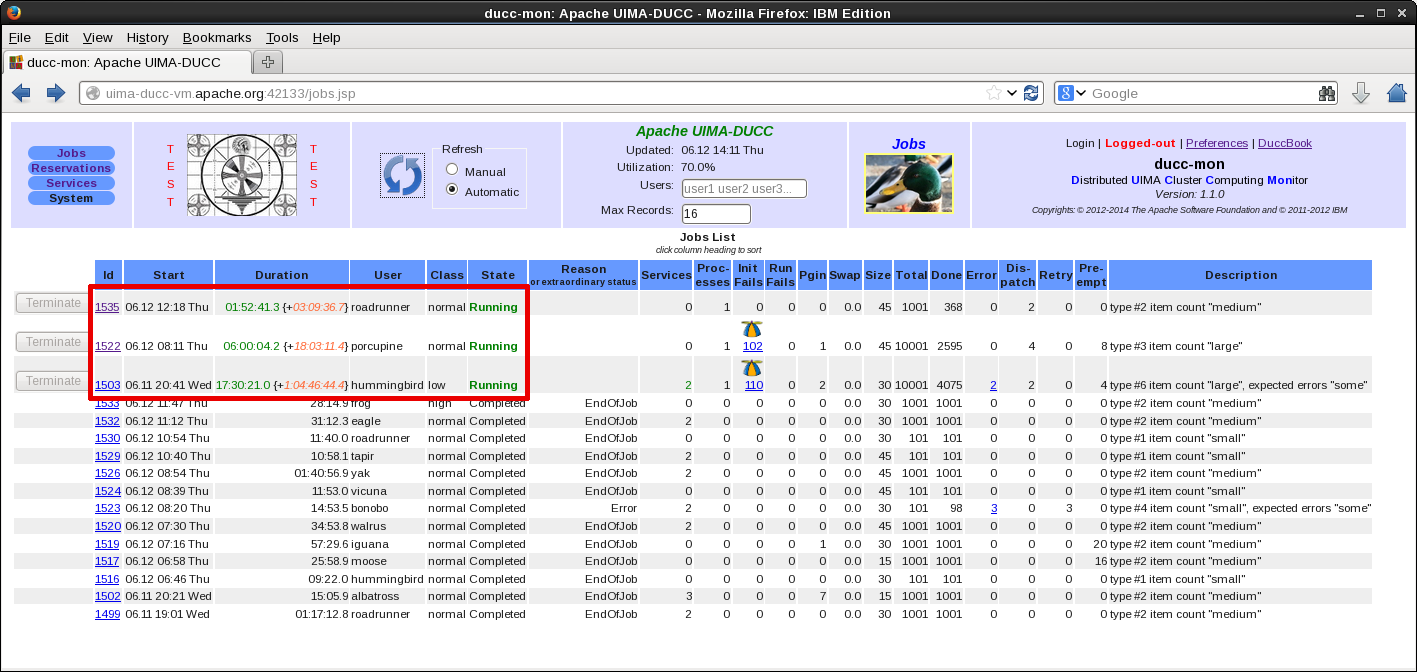 ducc-mon: Apache UIMA-DUCC - Mozilla Firefox: IBM Edition
File Edit View History Bookmarks Tools Help
ducc-mon: Apache UIMA-DUCC
uima-ducc-vm.apache.org:42133/jobs.jsp
8 Google
Jobs
Reservations
Services
System
TEST
TEST
Refresh
Manual
Automatic
Apache UIMA-DUCC
Updated: 06.12 14:11 Thu
Utilization: 70.0%
Users: user1 user2 user3...
Max Records: 16
Jobs
Login | Logged-out | Preferences | DuccBook
ducc-mon
Distributed UIMA Cluster Computing Monitor
Version: 1.1.0
Copyrights: © 2012-2014 The Apache Software Foundation and © 2011-2012 IBM
Jobs List
click column heading to sort
Id Start Duration User Class State Reason or extraordinary status Services Proc-esses Init Fails Run Fails Pgin Swap Size Total Done Error Dis-patch Retry Pre-empt Description
Terminate 1535 06.12 12:18 Thu 01:52:41.3 {+03:09:36.7} roadrunner normal Running 0 1 0 0 0 0.0 45 1001 368 0 2 0 0 type #2 item count "medium"
Terminate 1522 06.12 08:11 Thu 06:00:04.2 {+18:03:11.4} porcupine normal Running 0 1 102 0 1 0.0 45 10001 2595 0 4 0 8 type #3 item count "large"
Terminate 1503 06.11 20:41 Wed 17:30:21.0 {+1:04:46:44.4} hummingbird low Running 2 1 110 0 2 0.0 30 10001 4075 2 2 0 4 type #6 item count "large", expected errors "some"
1533 06.12 11:47 Thu 28:14.9 frog high Completed EndOfJob 0 0 0 0 0 0.0 30 1001 1001 0 0 0 0 type #2 item count "medium"
1532 06.12 11:12 Thu 31:12.3 eagle normal Completed EndOfJob 2 0 0 0 0 0.0 30 1001 1001 0 0 0 0 type #2 item count "medium"
1530 06.12 10:54 Thu 11:40.0 roadrunner normal Completed EndOfJob 0 0 0 0 0 0.0 30 101 101 0 0 0 0 type #1 item count "small"
1529 06.12 10:40 Thu 10:58.1 tapir normal Completed EndOfJob 2 0 0 0 0 0.0 45 101 101 0 0 0 0 type #1 item count "small"
1526 06.12 08:54 Thu 01:40:56.9 yak normal Completed EndOfJob 2 0 0 0 0 0.0 45 1001 1001 0 0 0 0 type #2 item count "medium"
1524 06.12 08:39 Thu 11:53.0 vicuna normal Completed EndOfJob 0 0 0 0 0 0.0 45 101 101 0 0 0 0 type #1 item count "small"
1523 06.12 08:20 Thu 14:53.5 bonobo normal Completed Error 2 0 0 0 0 0.0 30 101 98 3 0 3 0 type #4 item count "small", expected errors "some"
1520 06.12 07:30 Thu 34:53.8 walrus normal Completed EndOfJob 2 0 0 0 0 0.0 45 1001 1001 0 0 0 0 type #2 item count "medium"
1519 06.12 07:16 Thu 57:29.6 iguana normal Completed EndOfJob 0 0 0 0 1 0.0 30 1001 1001 0 0 0 20 type #2 item count "medium"
1517 06.12 06:58 Thu 25:58.9 moose normal Completed EndOfJob 0 0 0 0 0 0.0 15 1001 1001 0 0 0 16 type #2 item count "medium"
1516 06.12 06:46 Thu 09:22.0 hummingbird normal Completed EndOfJob 0 0 0 0 0 0.0 30 101 101 0 0 0 0 type #1 item count "small"
1502 06.11 20:21 Wed 15:05.9 albatross normal Completed EndOfJob 3 0 0 0 7 0.0 15 1001 1001 0 0 0 0 type #2 item count "medium"
1499 06.11 19:01 Wed 01:17:12.8 roadrunner normal Completed EndOfJob 2 0 0 0 0 0.0 30 1001 1001 0 0 0 0 type #2 item count "medium"